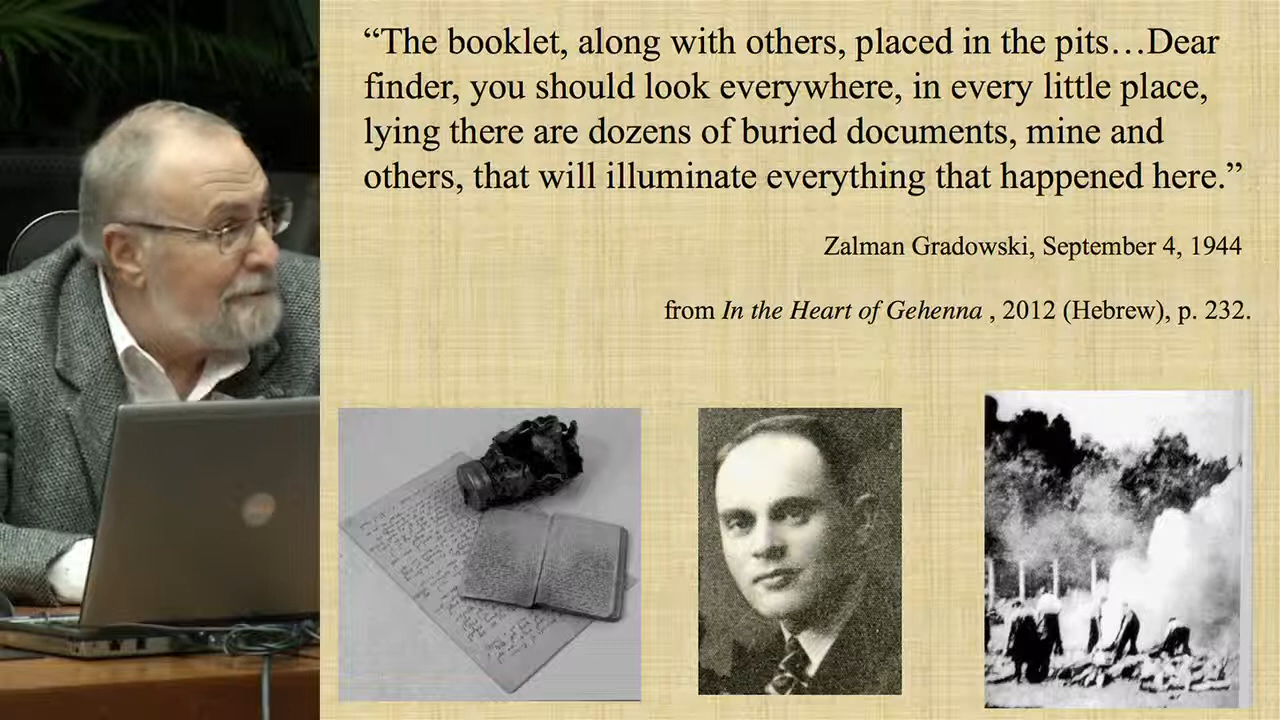 “The booklet, along with others, placed in the pits…Dear
finder, you should look everywhere, in every little place,
lying there are dozens of buried documents, mine and
others, that will illuminate everything that happened here.”
Zalman Gradowski, September 4, 1944
from In the Heart of Gehenna , 2012 (Hebrew), p. 232.